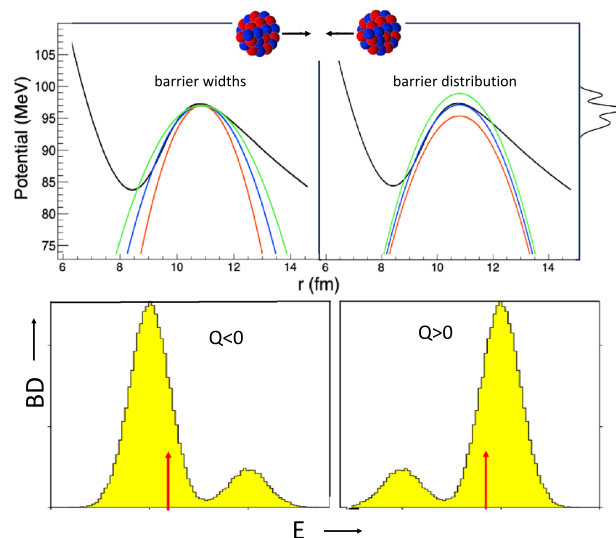 barrier widths
barrier distribution
Potential (MeV)
110
105
100
95
90
85
80
75
6 8 10 12 14 6 8 10 12 14
r (fm)
Q<0
Q>0
BD
E